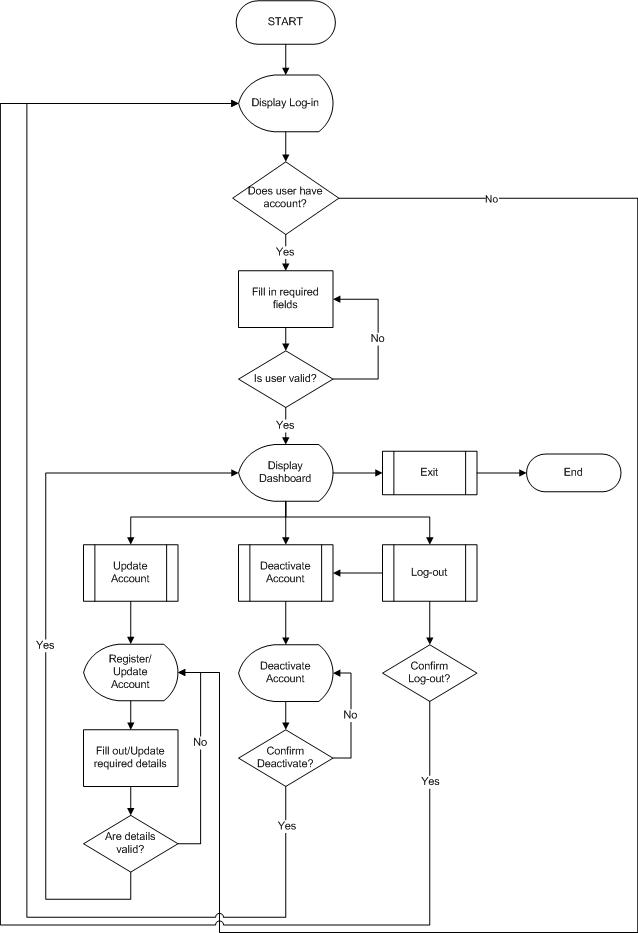 START
Display Log-in
Does user have
account?
No
Yes
Fill in required
fields
No
Is user valid?
Yes
Display
Dashboard
Exit
End
Update
Account
Deactivate
Account
Log-out
Yes
Register/
Update
Account
Deactivate
Account
Confirm
Log-out?
No
No
Fill out/Update
required details
Confirm
Deactivate?
Yes
Yes
Are details
valid?